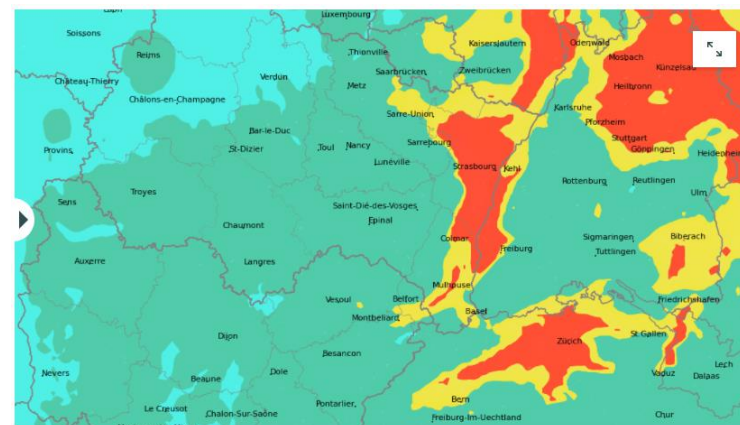 Luxembourg
Soissons
Kaiserslautern
Odenwald
Reims
Thionville
Mosbach
Künzelsau
Saarbrücken
Zweibrücken
Château-Thierry
Verdun
Metz
Heilbronn
Châlons-en-Champagne
Karlsruhe
Sarre-Union
Pforzheim
Bar-le-Duc
Stuttgart
Provins
St-Dizier
Toul
Nancy
Sarrebourg
Göppingen
Heidenheim
Lunéville
Strasbourg
Kehl
Rottenburg
Reutlingen
Troyes
Ulm
Sens
Saint-Dié-des-Vosges
Epinal
Chaumont
Colmar
Freiburg
Sigmaringen
Biberach
Tuttlingen
Auxerre
Langres
Mulhouse
Vesoul
Belfort
Friedrichshafen
Montbeliard
Basel
Dijon
St.Gallen
Zürich
Besancon
Nevers
Dole
Vaduz
Lech
Beaune
Dalaas
Bern
Pontarlier
Le Creusot
Chalon-Sur-Saône
Freiburg-Im-Uechtland
Chur